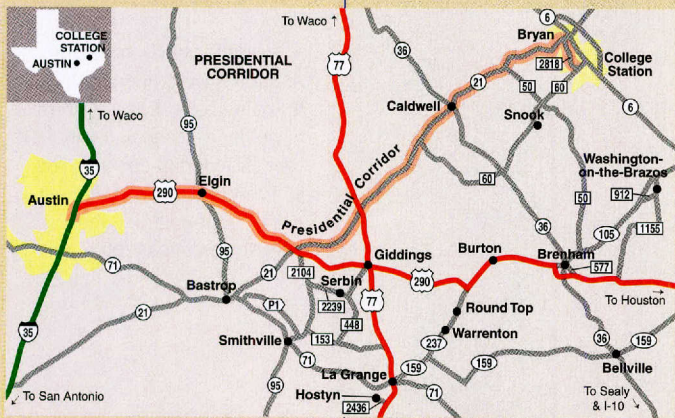 To Waco ↑
6
COLLEGE
STATION
AUSTIN
PRESIDENTIAL
CORRIDOR
77
36
Bryan
2818
College
Station
21
50
60
6
↑ To Waco
95
Caldwell
Snook
35
Washington-
on-the-Brazos
912
Austin
290
Elgin
Presidential Corridor
60
50
36
105
1155
71
95
21
2104
Giddings
Burton
Brenham
577
Bastrop
Serbin
2239
77
290
To Houston
→
21
P1
448
Round Top
35
Smithville
153
Warrenton
237
36
159
71
La Grange
159
159
Bellville
95
Hostyn
2436
71
To San Antonio
To Sealy
& I-10